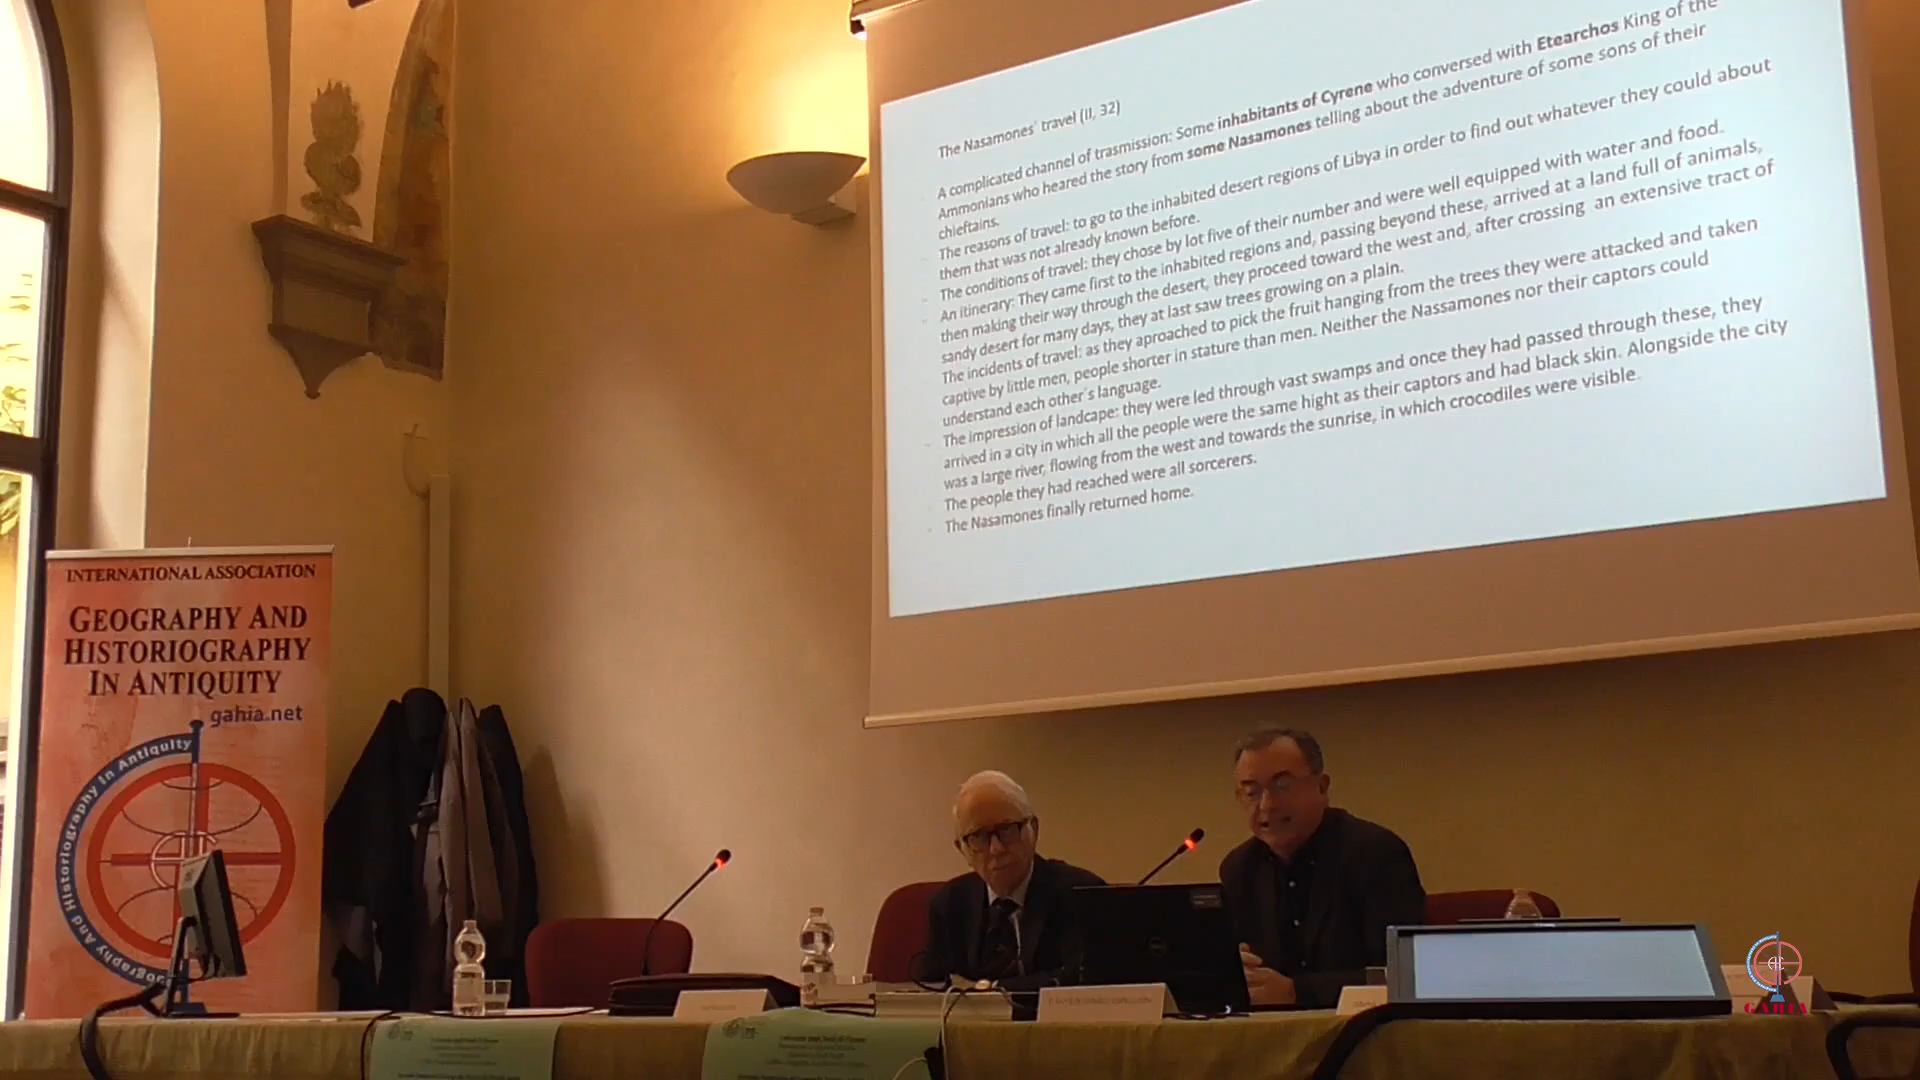 The Nasamones´ travel (II, 32)
A complicated channel of trasmission: Some inhabitants of Cyrene who conversed with Etearchos King of the
Ammonians who heared the story from some Nasamones telling about the adventure of some sons of their
chieftains.
The reasons of travel: to go to the inhabited desert regions of Libya in order to find out whatever they could about
them that was not already known before.
The conditions of travel: they chose by lot five of their number and were well equipped with water and food.
An itinerary: They came first to the inhabited regions and, passing beyond these, arrived at a land full of animals,
then making their way through the desert, they proceed toward the west and, after crossing an extensive tract of
sandy desert for many days, they at last saw trees growing on a plain.
The incidents of travel: as they aproached to pick the fruit hanging from the trees they were attacked and taken
captive by little men, people shorter in stature than men. Neither the Nassamones nor their captors could
understand each other´s language.
The impression of landcape: they were led through vast swamps and once they had passed through these, they
arrived in a city in which all the people were the same hight as their captors and had black skin. Alongside the city
was a large river, flowing from the west and towards the sunrise, in which crocodiles were visible.
The people they had reached were all sorcerers.
The Nasamones finally returned home.
INTERNATIONAL ASSOCIATION
GEOGRAPHY AND
HISTORIOGRAPHY
IN ANTIQUITY
gahia.net
Geography And Historiography In Antiquity
DELL
GAHIA